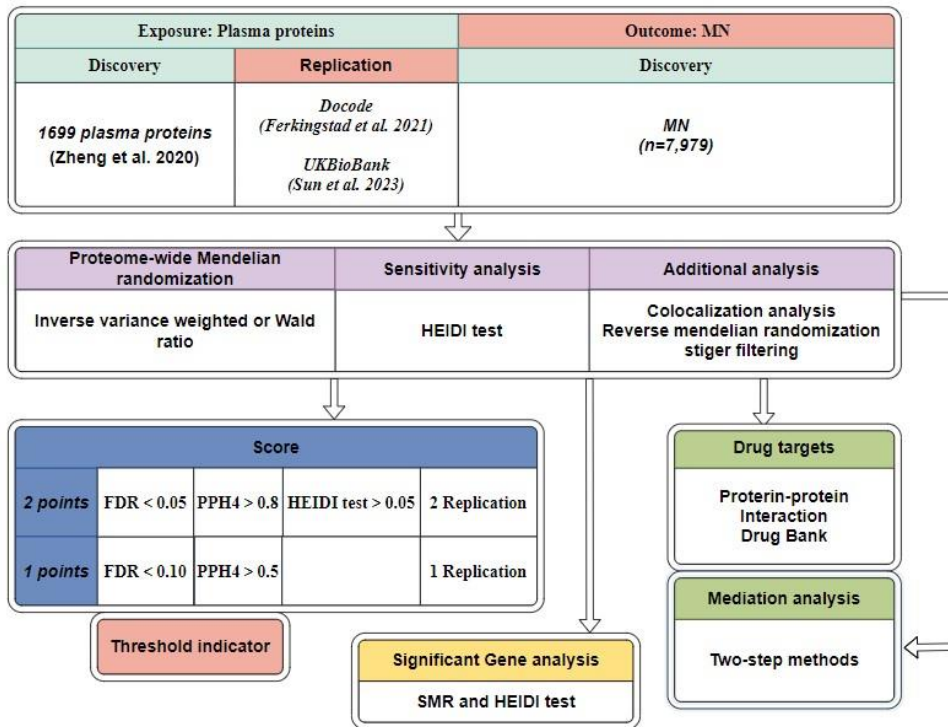 Exposure: Plasma proteins
Outcome: MN
Discovery
Replication
Discovery
1699 plasma proteins
(Zheng et al. 2020)
Docode
(Ferkingstad et al. 2021)
UKBioBank
(Sun et al. 2023)
MN
(n=7,979)
Proteome-wide Mendelian
randomization
Sensitivity analysis
Additional analysis
Inverse variance weighted or Wald
ratio
HEIDI test
Colocalization analysis
Reverse mendelian randomization
stiger filtering
Score
2 points FDR < 0.05 PPH4 > 0.8 HEIDI test > 0.05 2 Replication
1 points FDR < 0.10 PPH4 > 0.5 1 Replication
Threshold indicator
Significant Gene analysis
SMR and HEIDI test
Drug targets
Proterin-protein
Interaction
Drug Bank
Mediation analysis
Two-step methods